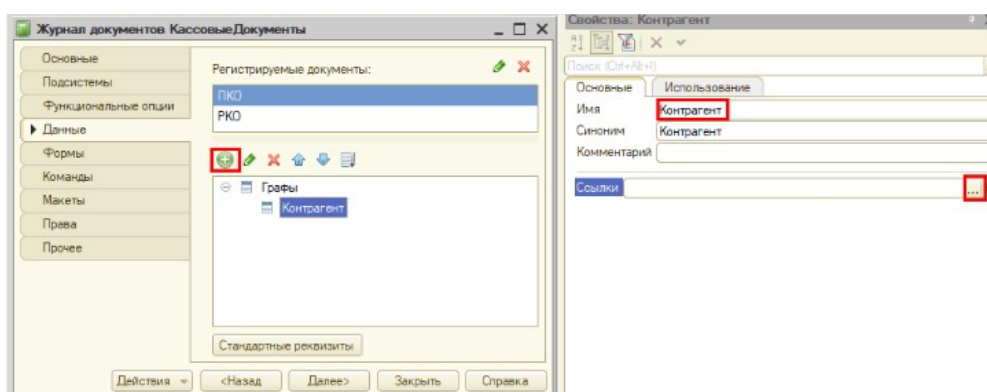 Журнал документов КассовыеДокументы
Основные
Подсистемы
Функциональные опции
Данные
Формы
Команды
Макеты
Права
Прочее
Регистрируемые документы:
ПКО
РКО
Графы
Контрагент
Стандартные реквизиты
Действия
<Назад
Далее>
Закрыть
Справка
Свойства: Контрагент
Поиск (Ctrl+Alt+I)
Основные
Использование
Имя
Контрагент
Синоним
Контрагент
Комментарий
Ссылки
...